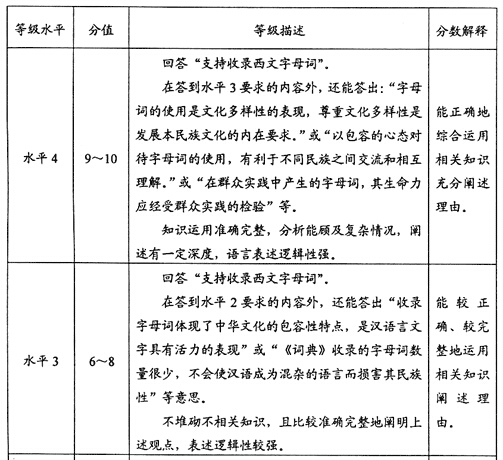 等级水平 分值 等级描述 分数解释
水平4
9~10
回答“支持收录西文字母词”。
在答到水平3要求的内容外，还能答出：“字母
词的使用是文化多样性的表现，尊重文化多样性是
发展本民族文化的内在要求。”或“以包容的心态对
待字母词的使用，有利于不同民族之间交流和相互
理解。”或“在群众实践中产生的字母词，其生命力
应经受群众实践的检验”等。
知识运用准确完整，分析能顾及复杂情况，阐
述有一定深度，语言表述逻辑性强。
能正确地
综合运用
相关知识
充分阐述
理由。
水平3
6~8
回答“支持收录西文字母词”。
在答到水平2要求的内容外，还能答出“收录
字母词体现了中华文化的包容性特点，是汉语言文
字具有活力的表现”或“《词典》收录的字母词数
量很少，不会使汉语成为混杂的语言而损害其民族
性”等意思。
不堆砌不相关知识，且比较准确完整地阐明上
述观点，表述逻辑性较强。
能较正
确、较完
整地运用
相关知识
阐述理
由。